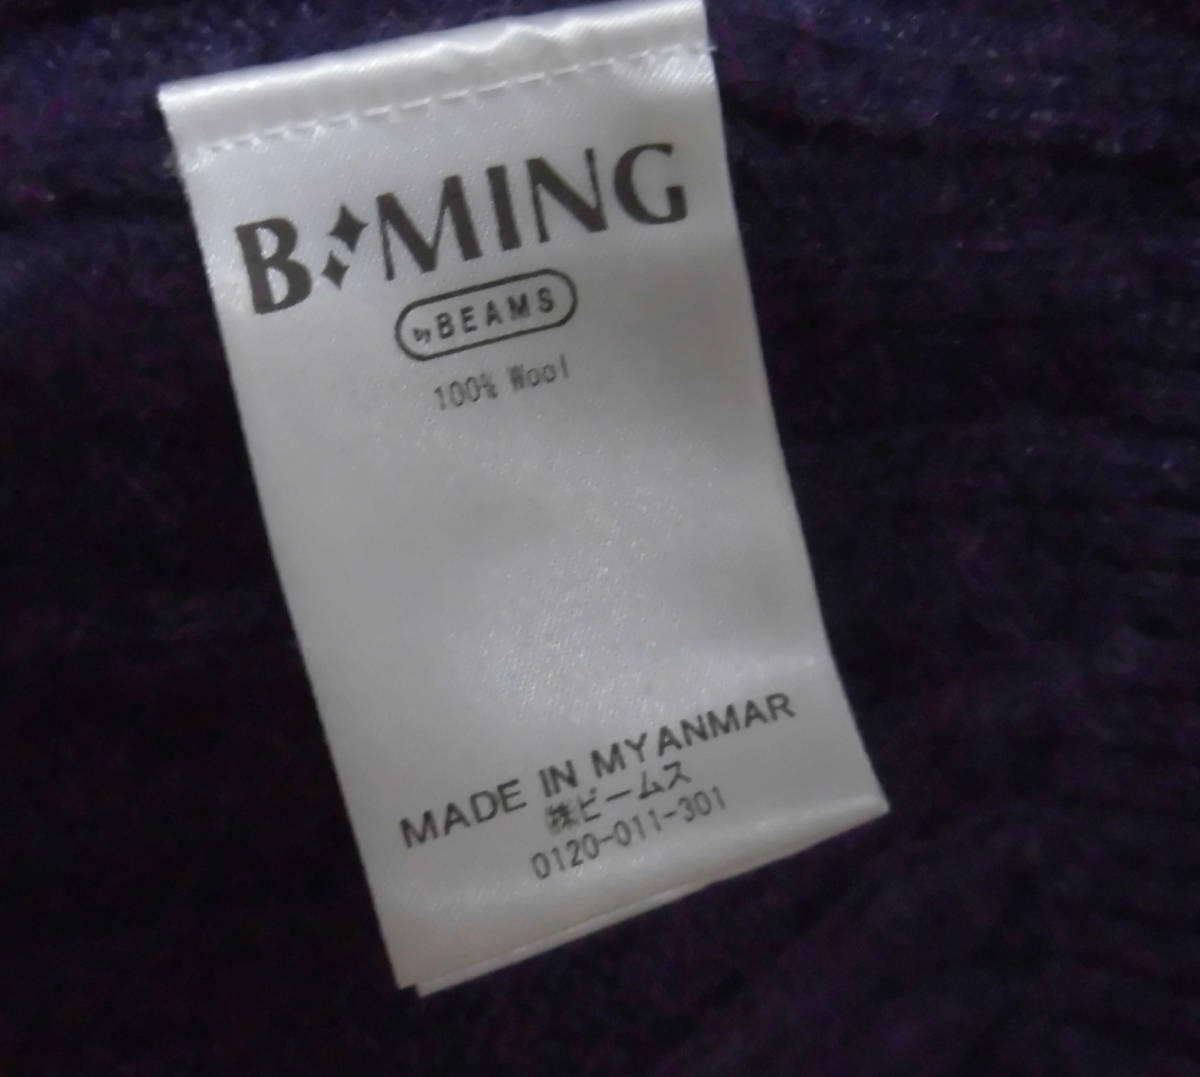 B:MING
by BEAMS
100% Wool
MADE IN MYANMAR
㈱ビームス
0120-011-301